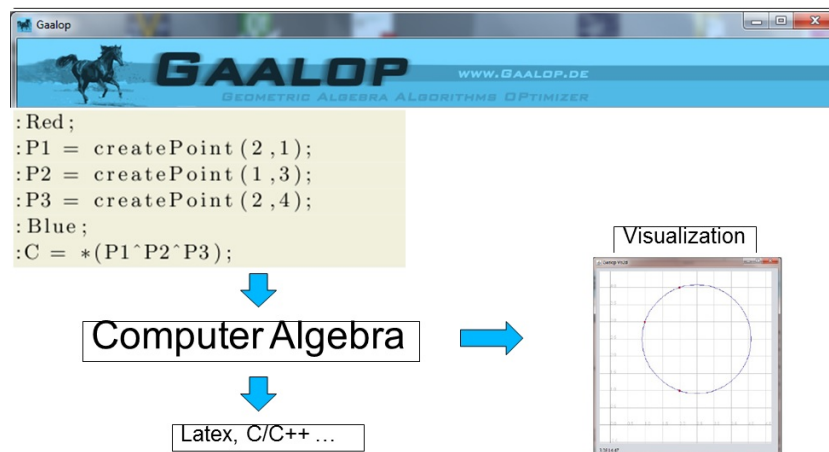 Gaalop
GAALOP
WWW.GAALOP.DE
GEOMETRIC ALGEBRA ALGORITHMS OPTIMIZER
:Red;
:P1 = createPoint(2,1);
:P2 = createPoint(1,3);
:P3 = createPoint(2,4);
:Blue;
:C = *(P1^P2^P3);
Visualization
Computer Algebra
Latex, C/C++ ...